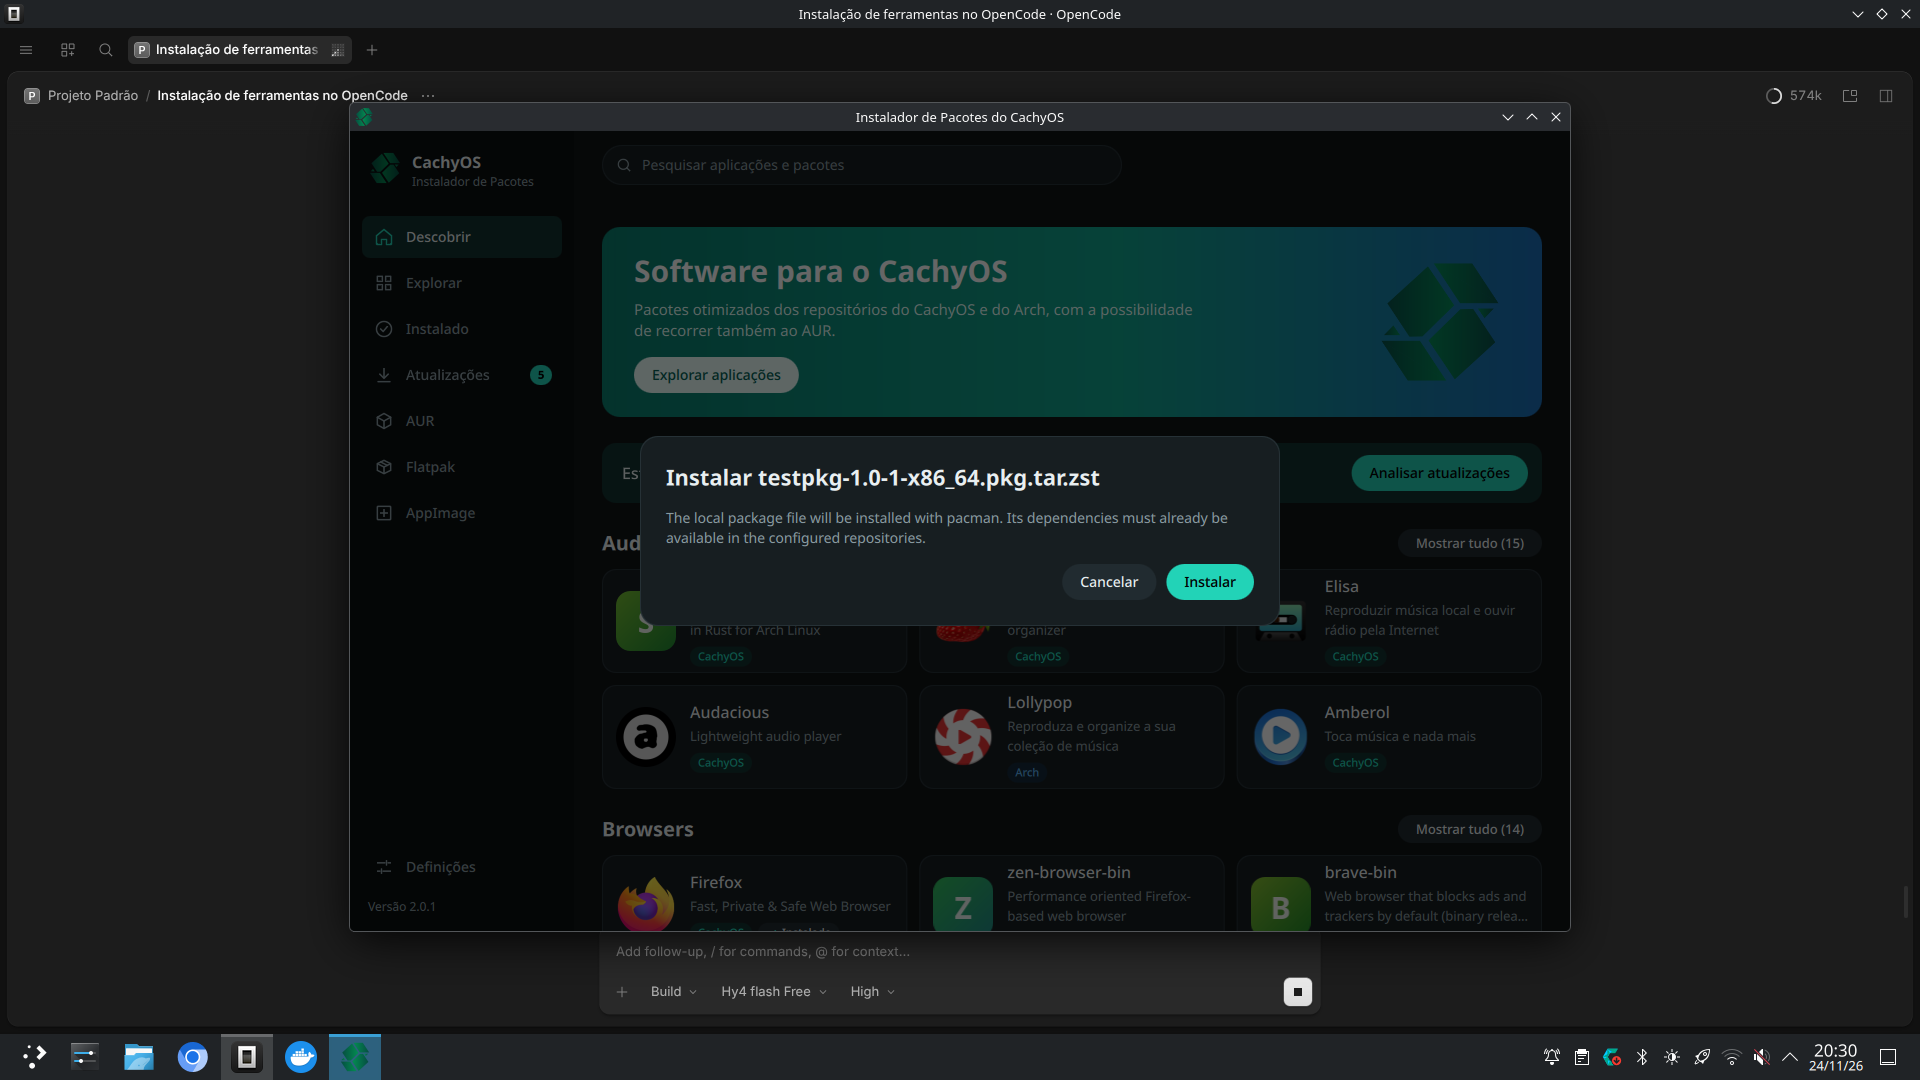 Instalação de ferramentas no OpenCode · OpenCode
P Instalação de ferramentas
P Projeto Padrão / Instalação de ferramentas no OpenCode ...
574k
Instalador de Pacotes do CachyOS
CachyOS
Instalador de Pacotes
Pesquisar aplicações e pacotes
Descobrir
Explorar
Instalado
Atualizações 5
AUR
Flatpak
AppImage
Definições
Versão 2.0.1
Software para o CachyOS
Pacotes otimizados dos repositórios do CachyOS e do Arch, com a possibilidade
de recorrer também ao AUR.
Explorar aplicações
Analisar atualizações
Instalar testpkg-1.0-1-x86_64.pkg.tar.zst
The local package file will be installed with pacman. Its dependencies must already be
available in the configured repositories.
Cancelar
Instalar
Mostrar tudo (15)
S
in Rust for Arch Linux
CachyOS
organizer
CachyOS
Elisa
Reproduzir música local e ouvir
rádio pela Internet
CachyOS
a
Audacious
Lightweight audio player
CachyOS
Lollypop
Reproduza e organize a sua
coleção de música
Arch
Amberol
Toca música e nada mais
CachyOS
Browsers
Mostrar tudo (14)
Firefox
Fast, Private & Safe Web Browser
CachyOS
Instalado
Z
zen-browser-bin
Performance oriented Firefox-
based web browser
B
brave-bin
Web browser that blocks ads and
trackers by default (binary relea...
Add follow-up, / for commands, @ for context...
Build
Hy4 flash Free
High
20:30
24/11/26